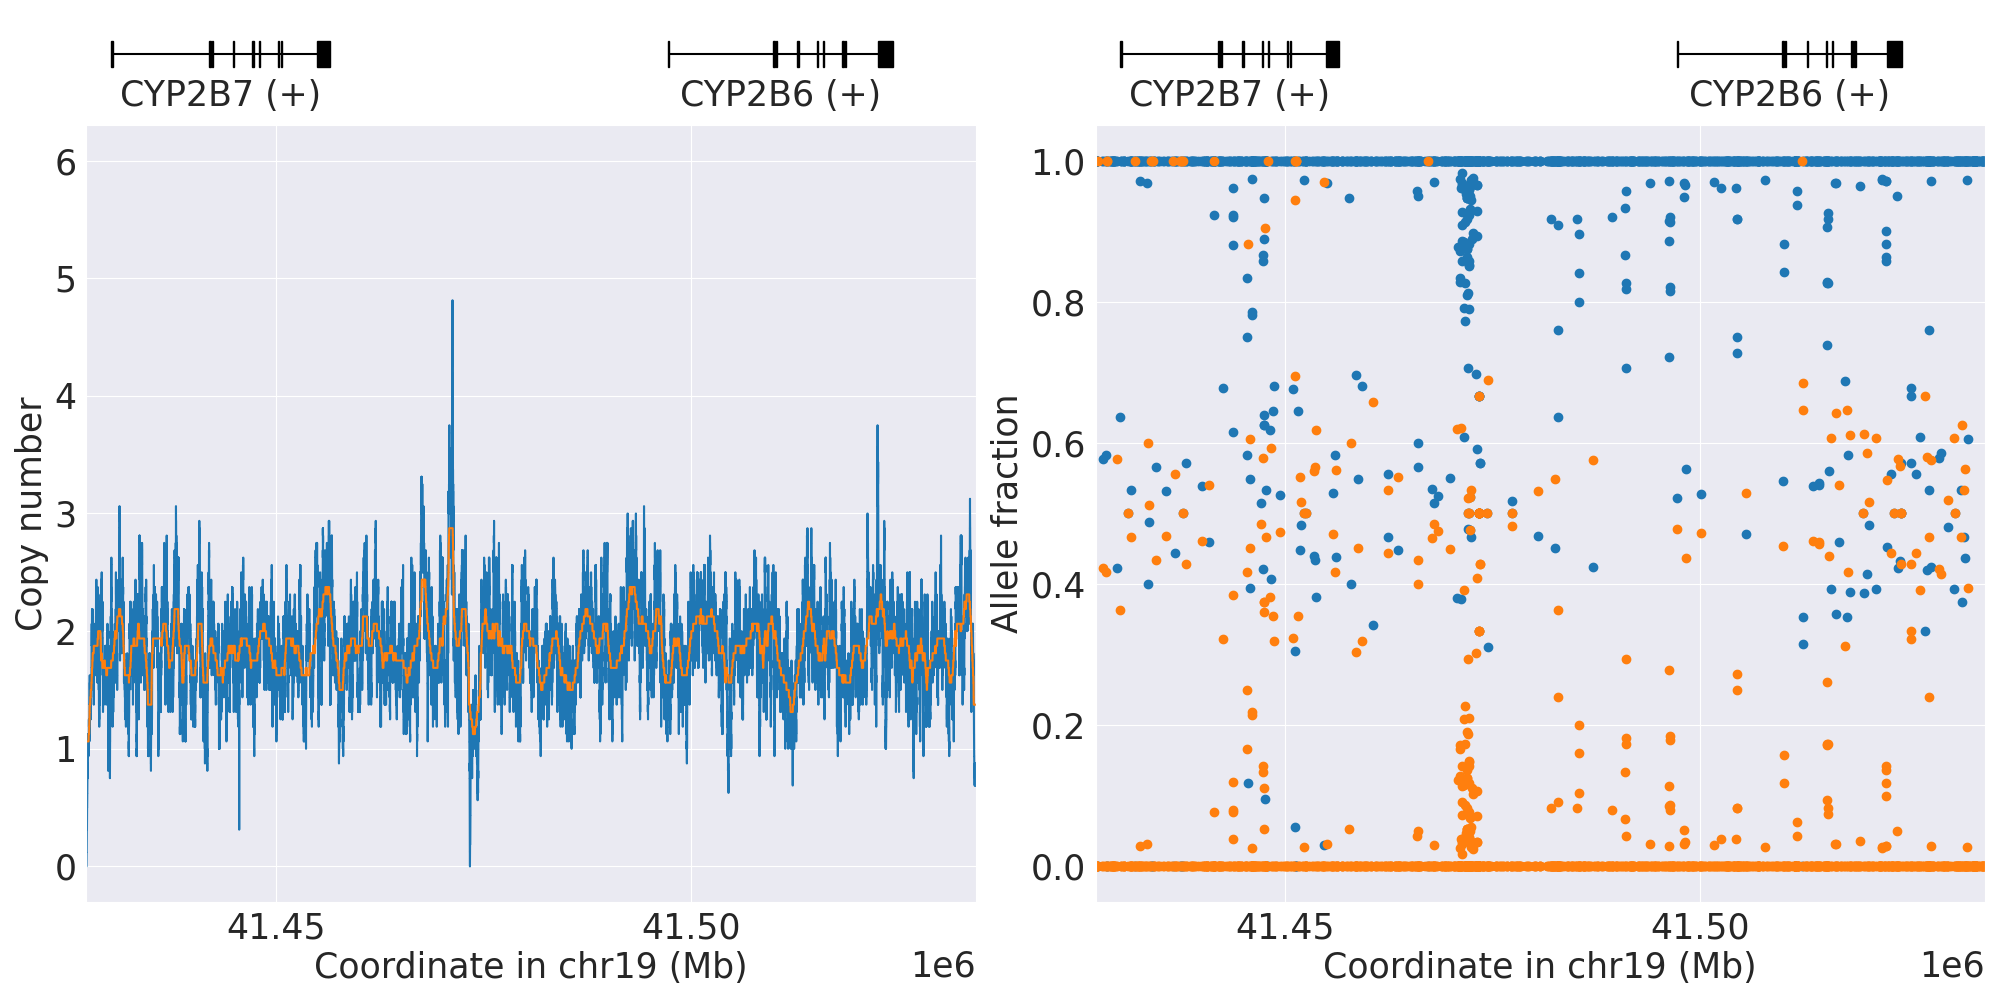 CYP2B7 (+)
CYP2B6 (+)
6
5
4
3
2
1
0
Copy number
41.45
41.50
Coordinate in chr19 (Mb)
1e6
CYP2B7 (+)
CYP2B6 (+)
1.0
0.8
0.6
0.4
0.2
0.0
Allele fraction
41.45
41.50
Coordinate in chr19 (Mb)
1e6